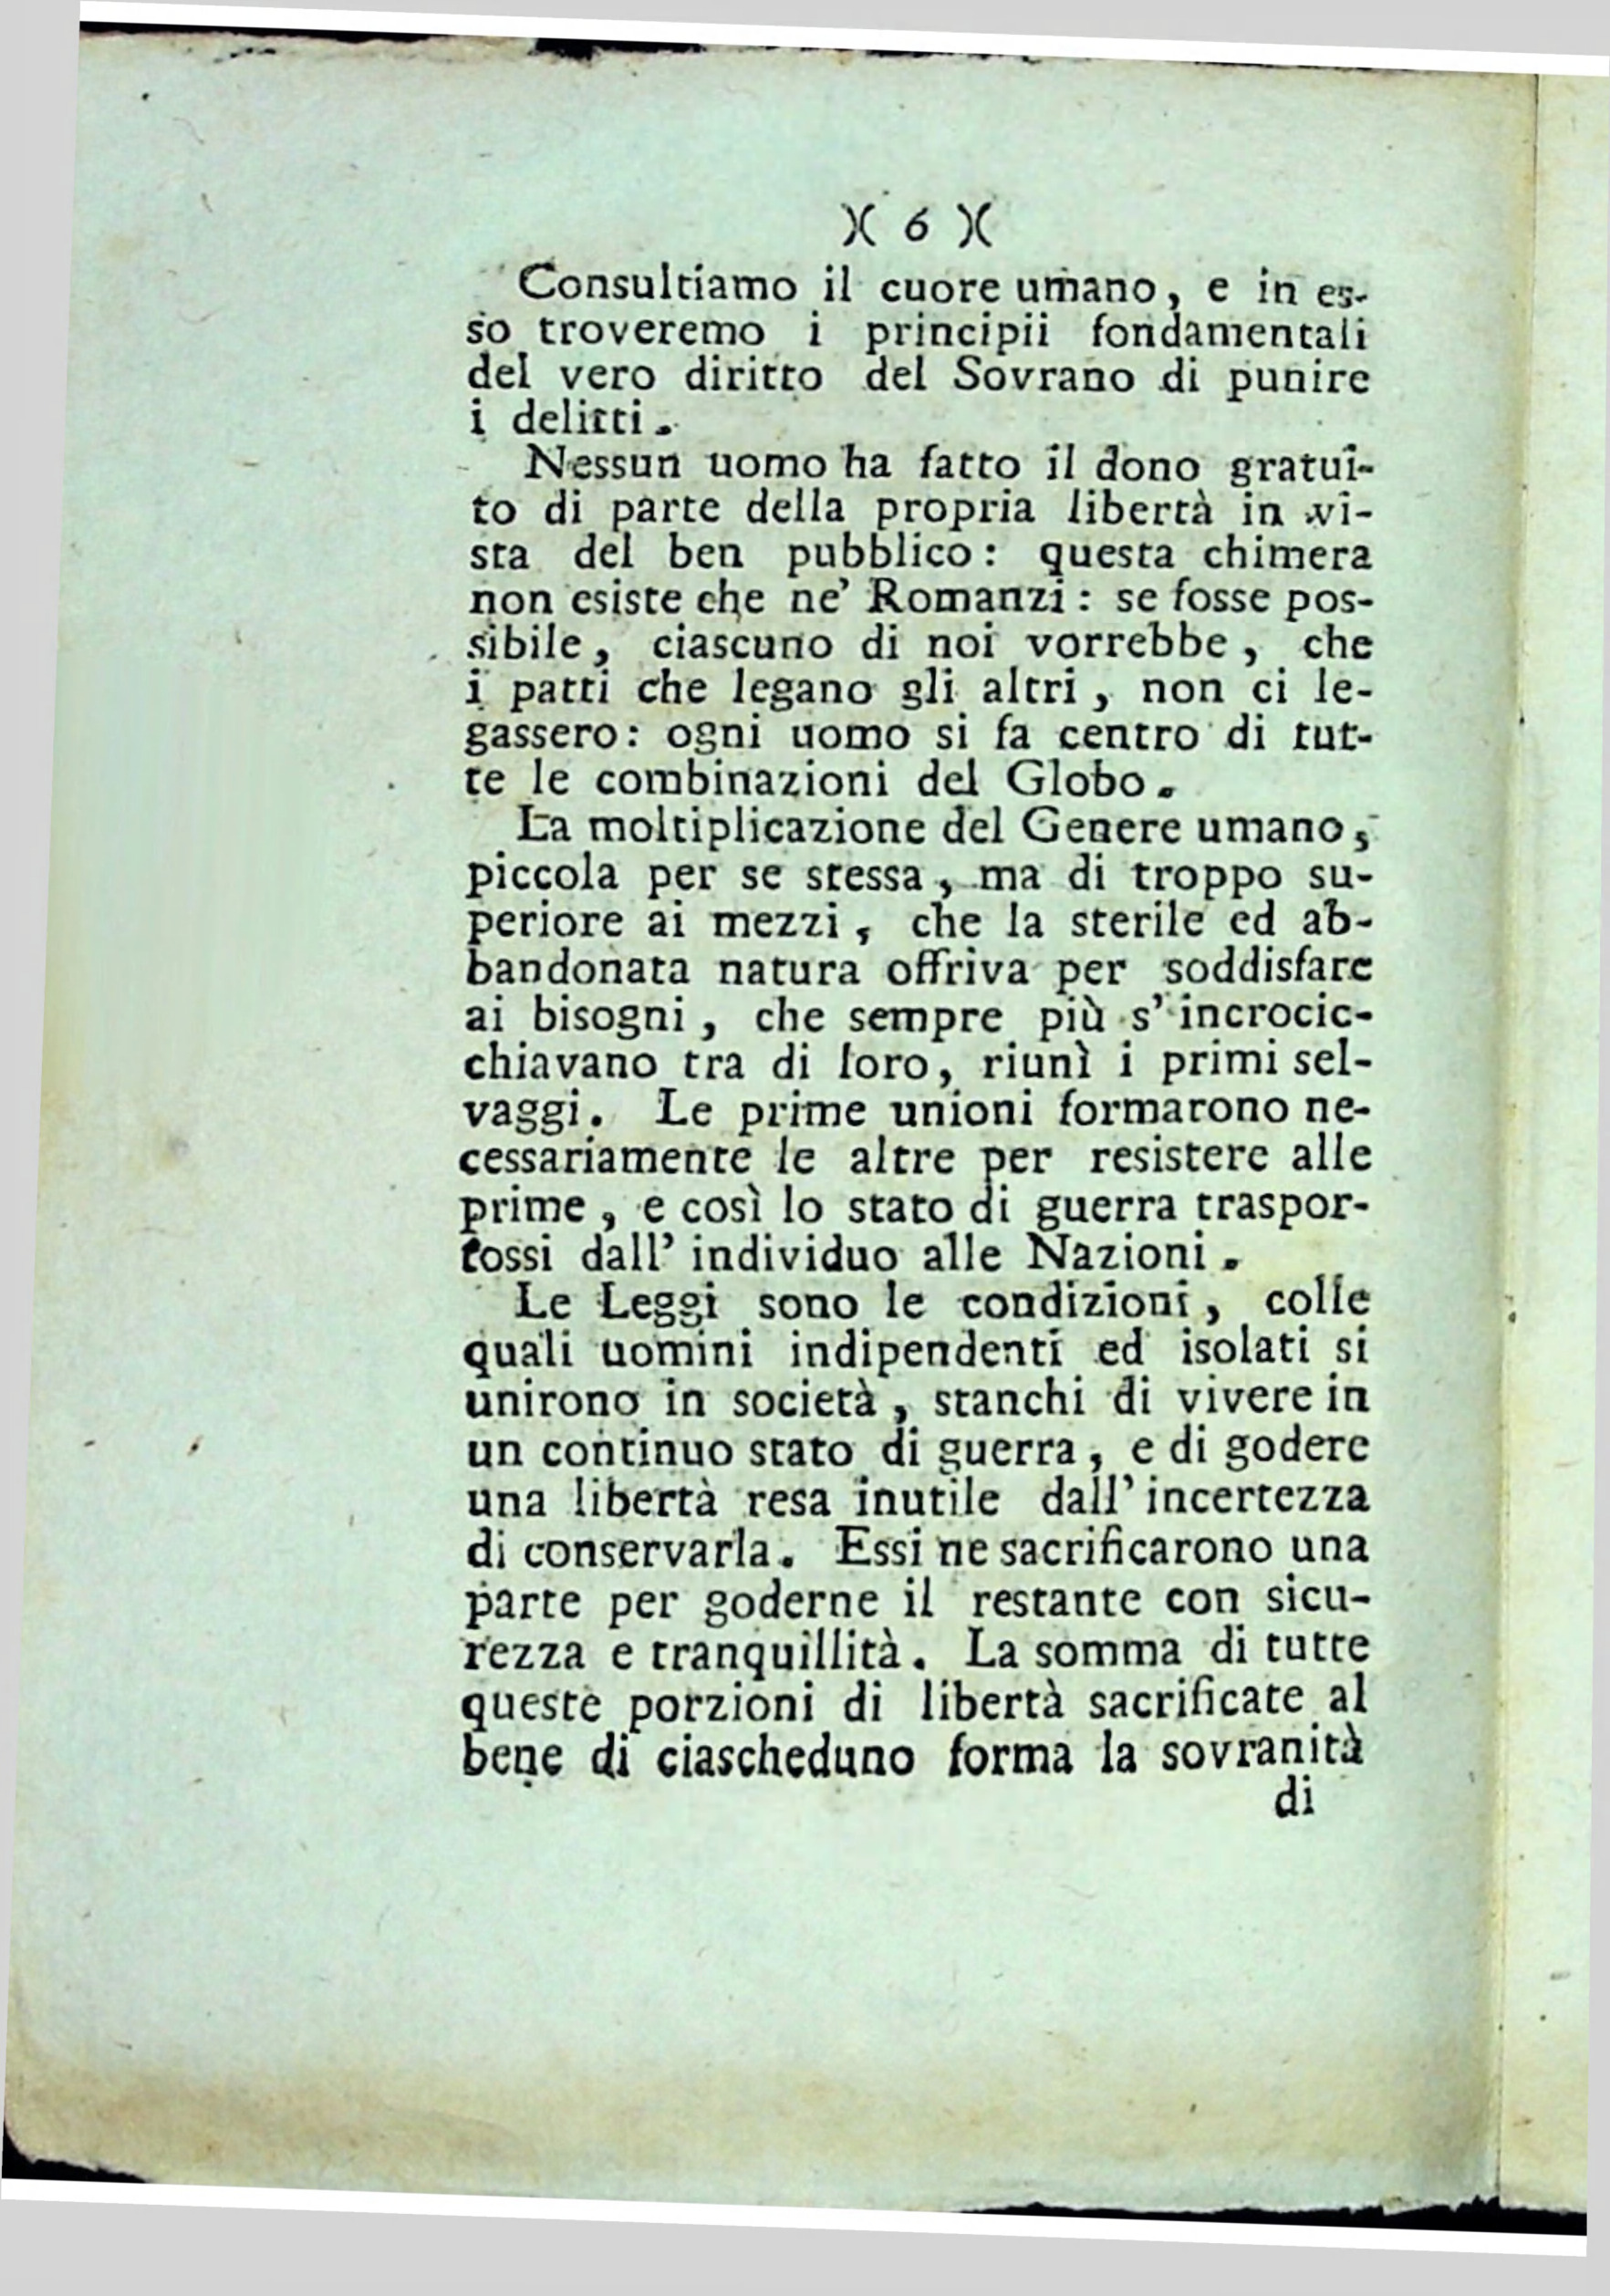 )( 6 )(
Consultiamo il cuore umano, e in es-
so troveremo i principii fondamentali
del vero diritto del Sovrano di punire
i delitti.
Nessun uomo ha fatto il dono gratui-
to di parte della propria libertà in vi-
sta del ben pubblico: questa chimera
non esiste che ne' Romanzi: se fosse pos-
sibile, ciascuno di noi vorrebbe, che
i patti che legano gli altri, non ci le-
gassero: ogni uomo si fa centro di tut-
te le combinazioni del Globo.
La moltiplicazione del Genere umano,
piccola per se stessa, ma di troppo su-
periore ai mezzi, che la sterile ed ab-
bandonata natura offriva per soddisfare
ai bisogni, che sempre più s' incrocic-
chiavano tra di loro, riunì i primi sel-
vaggi. Le prime unioni formarono ne-
cessariamente le altre per resistere alle
prime, e così lo stato di guerra traspor-
tossi dall' individuo alle Nazioni.
Le Leggi sono le condizioni, colle
quali uomini indipendenti ed isolati si
unirono in società, stanchi di vivere in
un continuo stato di guerra, e di godere
una libertà resa inutile dall' incertezza
di conservarla. Essi ne sacrificarono una
parte per goderne il restante con sicu-
rezza e tranquillità. La somma di tutte
queste porzioni di libertà sacrificate al
bene di ciascheduno forma la sovranità
di